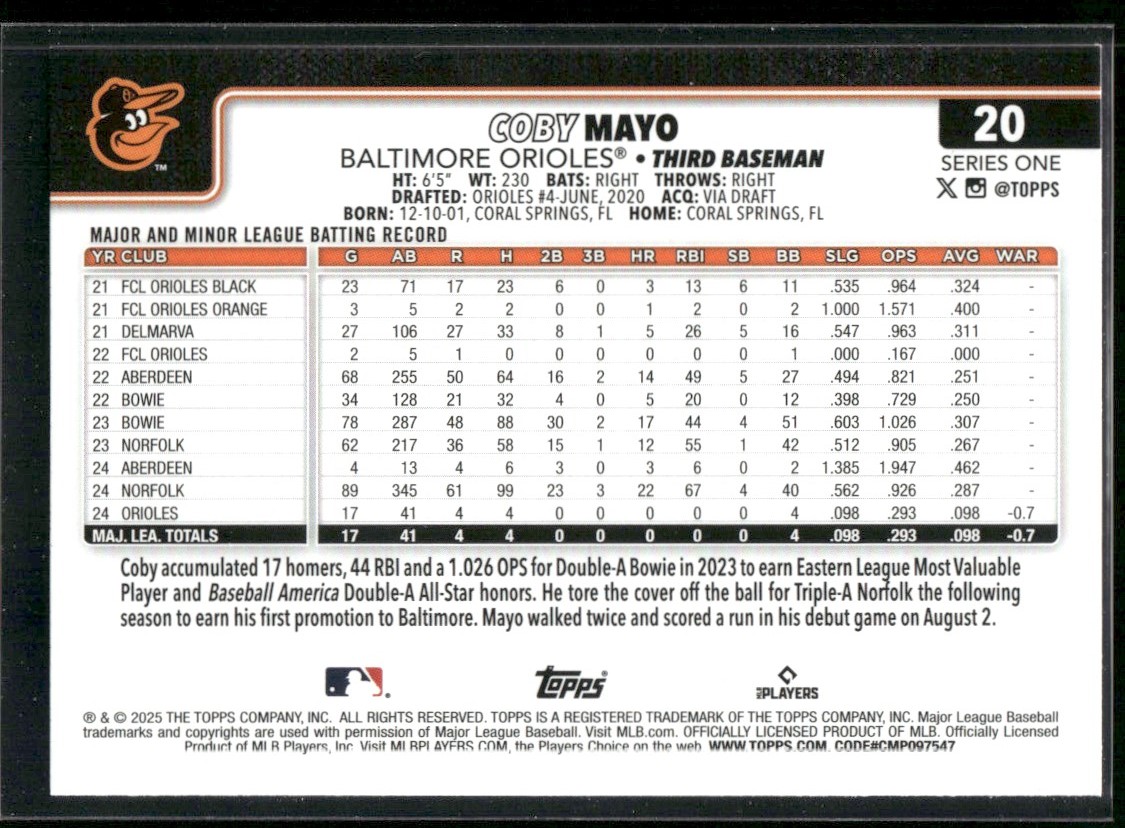 COBY MAYO
20
BALTIMORE ORIOLES® • THIRD BASEMAN
SERIES ONE
HT: 6'5" WT: 230 BATS: RIGHT THROWS: RIGHT
@TOPPS
DRAFTED: ORIOLES #4-JUNE, 2020 ACQ: VIA DRAFT
BORN: 12-10-01, CORAL SPRINGS, FL HOME: CORAL SPRINGS, FL
TM
MAJOR AND MINOR LEAGUE BATTING RECORD
YR CLUB G AB R H 2B 3B HR RBI SB BB SLG OPS AVG WAR
21 FCL ORIOLES BLACK 23 71 17 23 6 0 3 13 6 11 .535 .964 .324 -
21 FCL ORIOLES ORANGE 3 5 2 2 0 0 1 2 0 2 1.000 1.571 .400 -
21 DELMARVA 27 106 27 33 8 1 5 26 5 16 .547 .963 .311 -
22 FCL ORIOLES 2 5 1 0 0 0 0 0 0 1 .000 .167 .000 -
22 ABERDEEN 68 255 50 64 16 2 14 49 5 27 .494 .821 .251 -
22 BOWIE 34 128 21 32 4 0 5 20 0 12 .398 .729 .250 -
23 BOWIE 78 287 48 88 30 2 17 44 4 51 .603 1.026 .307 -
23 NORFOLK 62 217 36 58 15 1 12 55 1 42 .512 .905 .267 -
24 ABERDEEN 4 13 4 6 3 0 3 6 0 2 1.385 1.947 .462 -
24 NORFOLK 89 345 61 99 23 3 22 67 4 40 .562 .926 .287 -
24 ORIOLES 17 41 4 4 0 0 0 0 0 4 .098 .293 .098 -0.7
MAJ. LEA. TOTALS 17 41 4 4 0 0 0 0 0 4 .098 .293 .098 -0.7
Coby accumulated 17 homers, 44 RBI and a 1.026 OPS for Double-A Bowie in 2023 to earn Eastern League Most Valuable
Player and Baseball America Double-A All-Star honors. He tore the cover off the ball for Triple-A Norfolk the following
season to earn his first promotion to Baltimore. Mayo walked twice and scored a run in his debut game on August 2.
Topps®
MLB PLAYERS
® & © 2025 THE TOPPS COMPANY, INC. ALL RIGHTS RESERVED. TOPPS IS A REGISTERED TRADEMARK OF THE TOPPS COMPANY, INC. Major League Baseball
trademarks and copyrights are used with permission of Major League Baseball. Visit MLB.com. OFFICIALLY LICENSED PRODUCT OF MLB. Officially Licensed
Product of MLB Players, Inc. Visit MLBPLAYERS.COM, the Players Choice on the web. WWW.TOPPS.COM. CODE#CMP097547